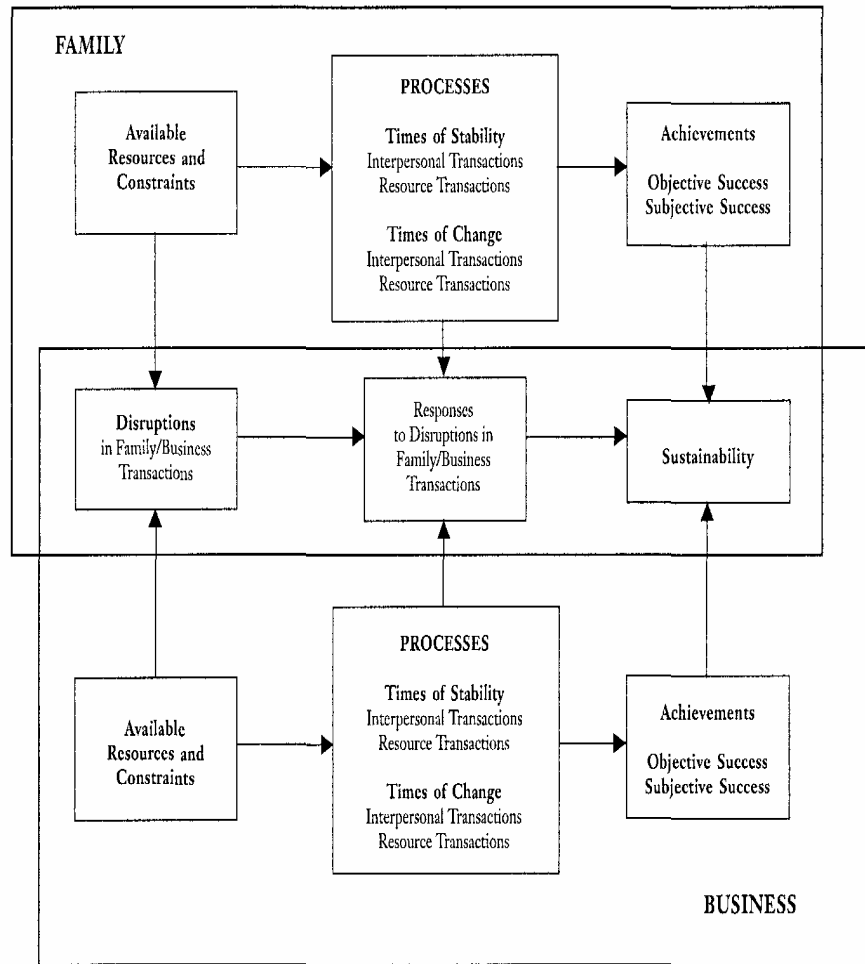 FAMILY
Available
Resources and
Constraints
PROCESSES
Times of Stability
Interpersonal Transactions
Resource Transactions
Times of Change
Interpersonal Transactions
Resource Transactions
Achievements
Objective Success
Subjective Success
Disruptions
in Family/Business
Transactions
Responses
to Disruptions in
Family/Business
Transactions
Sustainability
Available
Resources and
Constraints
PROCESSES
Times of Stability
Interpersonal Transactions
Resource Transactions
Times of Change
Interpersonal Transactions
Resource Transactions
Achievements
Objective Success
Subjective Success
BUSINESS